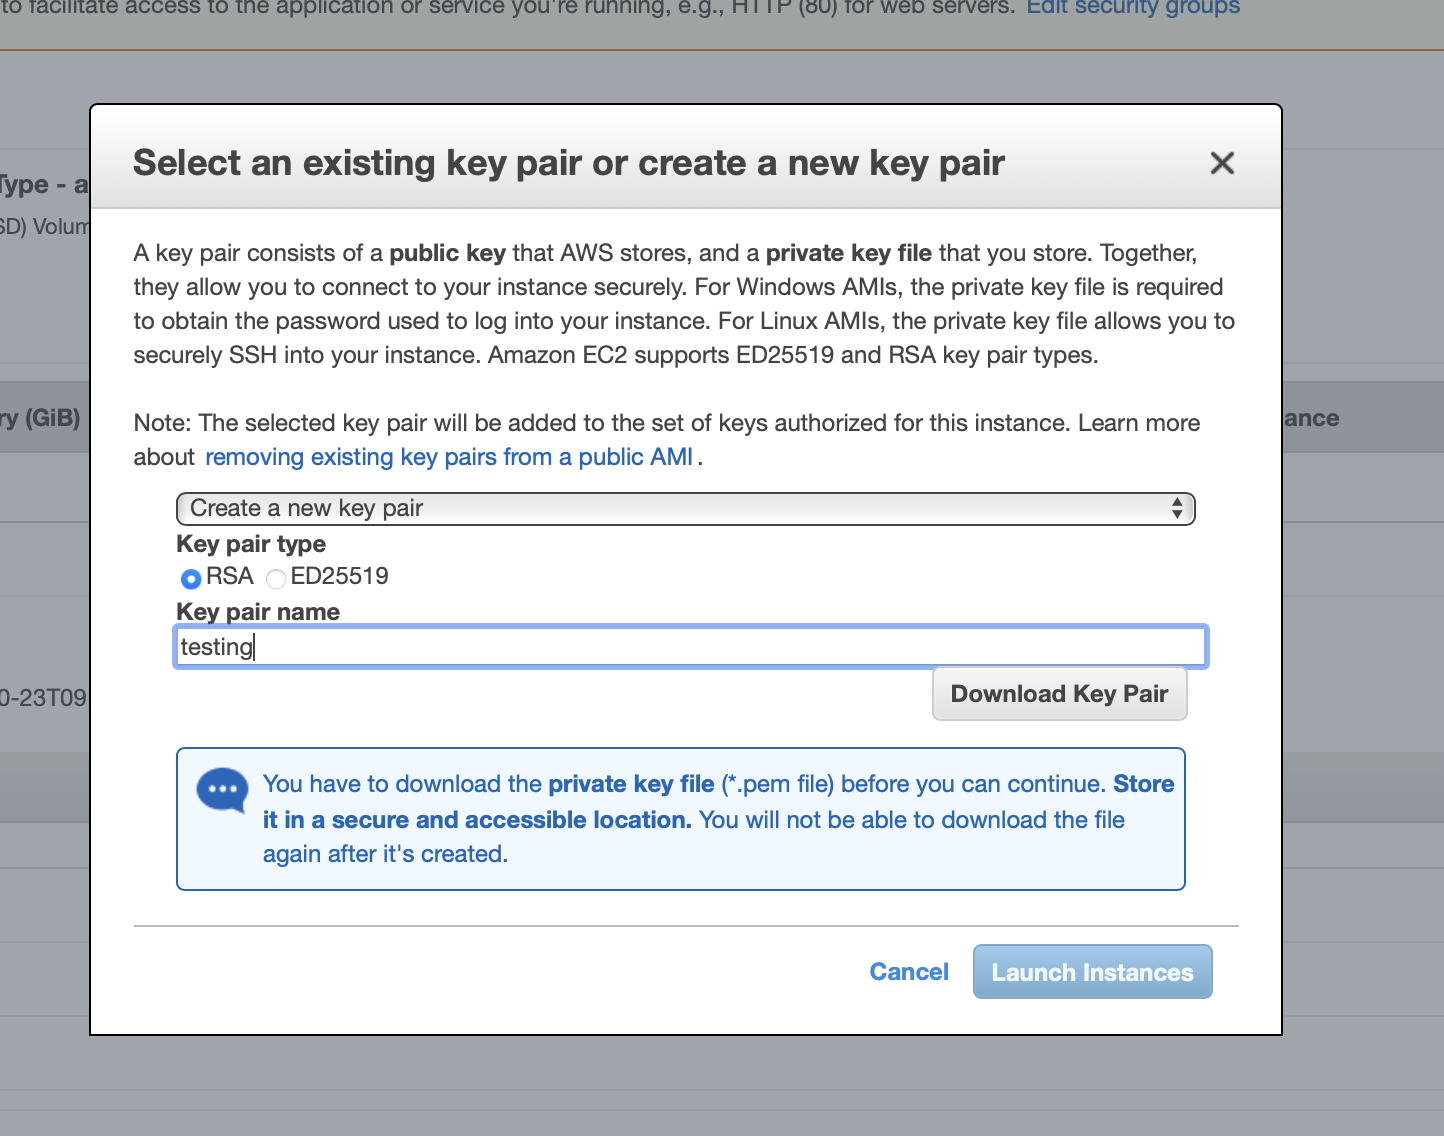 to facilitate access to the application or service you're running, e.g., HTTP (80) for web servers. Edit security groups
Select an existing key pair or create a new key pair
Type - a
SD) Volum
A key pair consists of a public key that AWS stores, and a private key file that you store. Together,
they allow you to connect to your instance securely. For Windows AMIs, the private key file is required
to obtain the password used to log into your instance. For Linux AMIs, the private key file allows you to
securely SSH into your instance. Amazon EC2 supports ED25519 and RSA key pair types.
ry (GiB)
ance
Note: The selected key pair will be added to the set of keys authorized for this instance. Learn more
about removing existing key pairs from a public AMI .
Create a new key pair
Key pair type
RSA ED25519
Key pair name
testing
0-23T09
Download Key Pair
You have to download the private key file (*.pem file) before you can continue. Store
it in a secure and accessible location. You will not be able to download the file
again after it's created.
Cancel Launch Instances